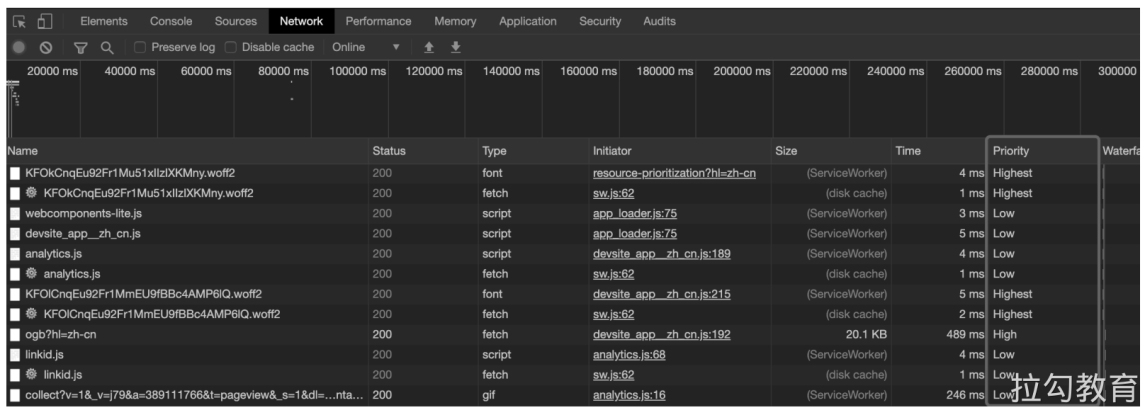 Elements Console Sources Network Performance Memory Application Security Audits
Preserve log Disable cache Online
20000 ms 40000 ms 60000 ms 80000 ms 100000 ms 120000 ms 140000 ms 160000 ms 180000 ms 200000 ms 220000 ms 240000 ms 260000 ms 280000 ms 300000
Name Status Type Initiator Size Time Priority Waterfa
KFOkCnqEu92Fr1Mu51xIIzIXKMny.woff2 200 font resource-prioritization?hl=zh-cn (ServiceWorker) 4 ms Highest
KFOkCnqEu92Fr1Mu51xIIzIXKMny.woff2 200 fetch sw.js:62 (disk cache) 1 ms Highest
webcomponents-lite.js 200 script app_loader.js:75 (ServiceWorker) 3 ms Low
devsite_app__zh_cn.js 200 script app_loader.js:75 (ServiceWorker) 5 ms Low
analytics.js 200 script devsite_app__zh_cn.js:189 (ServiceWorker) 4 ms Low
analytics.js 200 fetch sw.js:62 (disk cache) 1 ms Low
KFOlCnqEu92Fr1MmEU9fBBc4AMP6lQ.woff2 200 font devsite_app__zh_cn.js:215 (ServiceWorker) 5 ms Highest
KFOlCnqEu92Fr1MmEU9fBBc4AMP6lQ.woff2 200 fetch sw.js:62 (disk cache) 2 ms Highest
ogb?hl=zh-cn 200 fetch devsite_app__zh_cn.js:192 20.1 KB 489 ms High
linkid.js 200 script analytics.js:68 (ServiceWorker) 4 ms Low
linkid.js 200 fetch sw.js:62 (disk cache) 1 ms Low
collect?v=1&_v=j79&a=389111766&t=pageview&_s=1&dl=…nta… 200 gif analytics.js:16 246 ms Low
拉勾教育